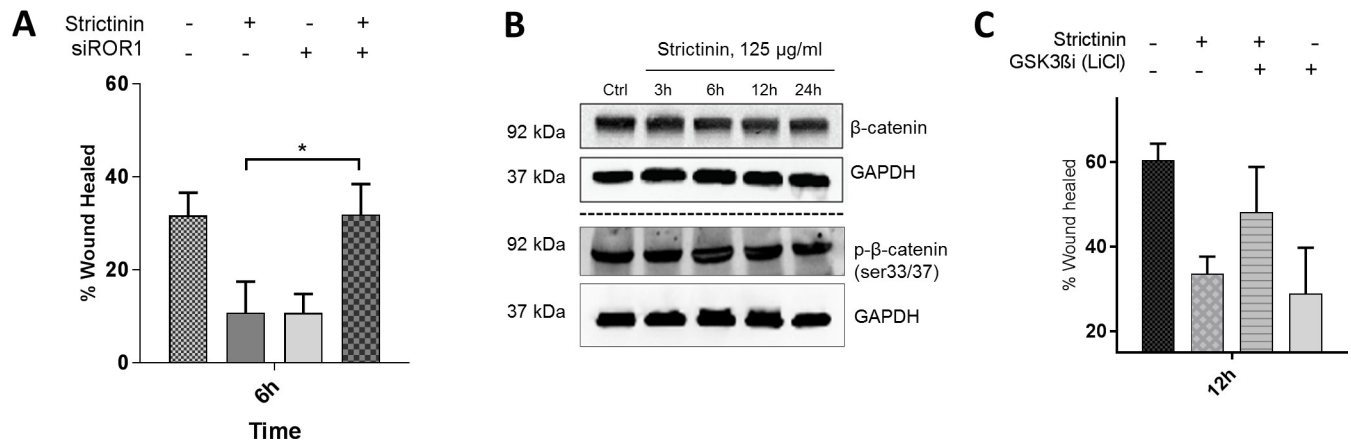 A
Strictinin - + - +
siROR1 - - + +
% Wound Healed
60
40
20
0
*
6h
Time
B
Strictinin, 125 µg/ml
Ctrl 3h 6h 12h 24h
92 kDa β-catenin
37 kDa GAPDH
92 kDa p-β-catenin
(ser33/37)
37 kDa GAPDH
C
Strictinin - + + -
GSK3ßi (LiCl) - - + +
% Wound healed
60
40
20
12h